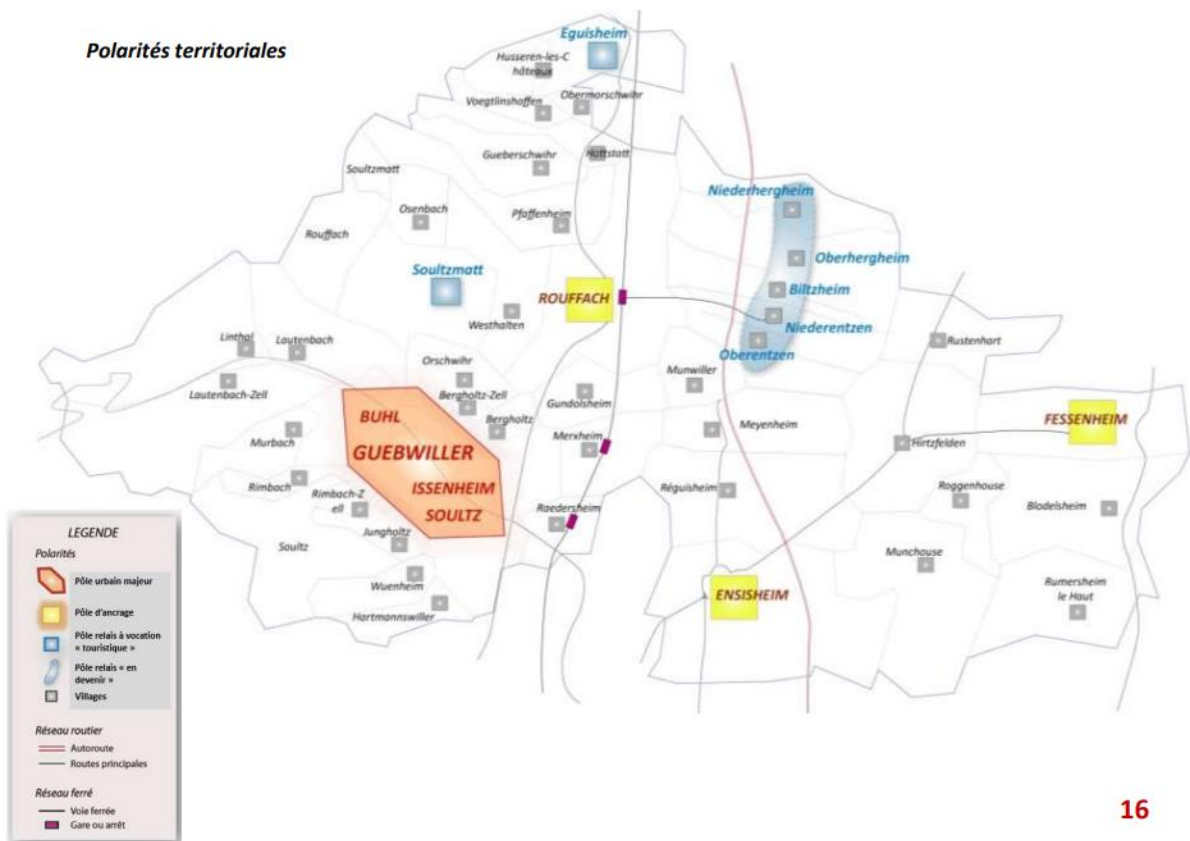 Polarités territoriales
Eguisheim
Husseren-les-C
hâteaux
Voegtlinshoffen
Obermorschwihr
Gueberschwihr
Hattstatt
Soultzmatt
Osenbach
Pfaffenheim
Rouffach
Niederhergheim
Oberhergheim
Biltzheim
Niederentzen
Oberentzen
Soultzmatt
ROUFFACH
Westhalten
Linthal
Lautenbach
Lautenbach-Zell
Orschwihr
Bergholtz-Zell
Bergholtz
Gundolsheim
Munwiller
Rustenhart
BUHL
GUEBWILLER
ISSENHEIM
SOULTZ
Murbach
Merxheim
Meyenheim
Hirtzfelden
FESSENHEIM
Rimbach
Rimbach-Z
ell
Raedersheim
Réguisheim
Roggenhouse
Blodelsheim
Soultz
Jungholtz
Wuenheim
Hartmannswiller
ENSISHEIM
Munchouse
Rumersheim
le Haut
LEGENDE
Polarités
Pôle urbain majeur
Pôle d'ancrage
Pôle relais à vocation
« touristique »
Pôle relais « en
devenir »
Villages
Réseau routier
Autoroute
Routes principales
Réseau ferré
Voie ferrée
Gare ou arrêt
16